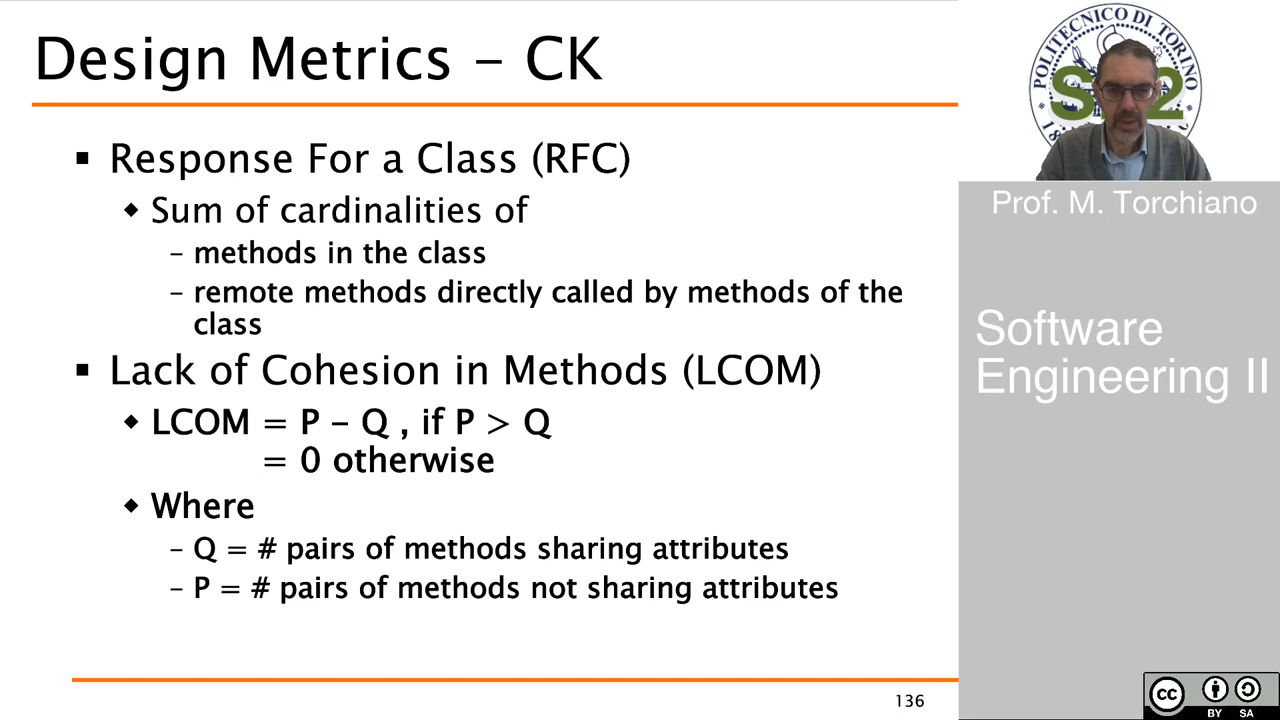 Design Metrics – CK
▪ Response For a Class (RFC)
◆ Sum of cardinalities of
– methods in the class
– remote methods directly called by methods of the
class
▪ Lack of Cohesion in Methods (LCOM)
◆ LCOM = P – Q , if P > Q
= 0 otherwise
◆ Where
– Q = # pairs of methods sharing attributes
– P = # pairs of methods not sharing attributes
136
POLITECNICO DI TORINO
Prof. M. Torchiano
Software
Engineering II
cc
BY SA